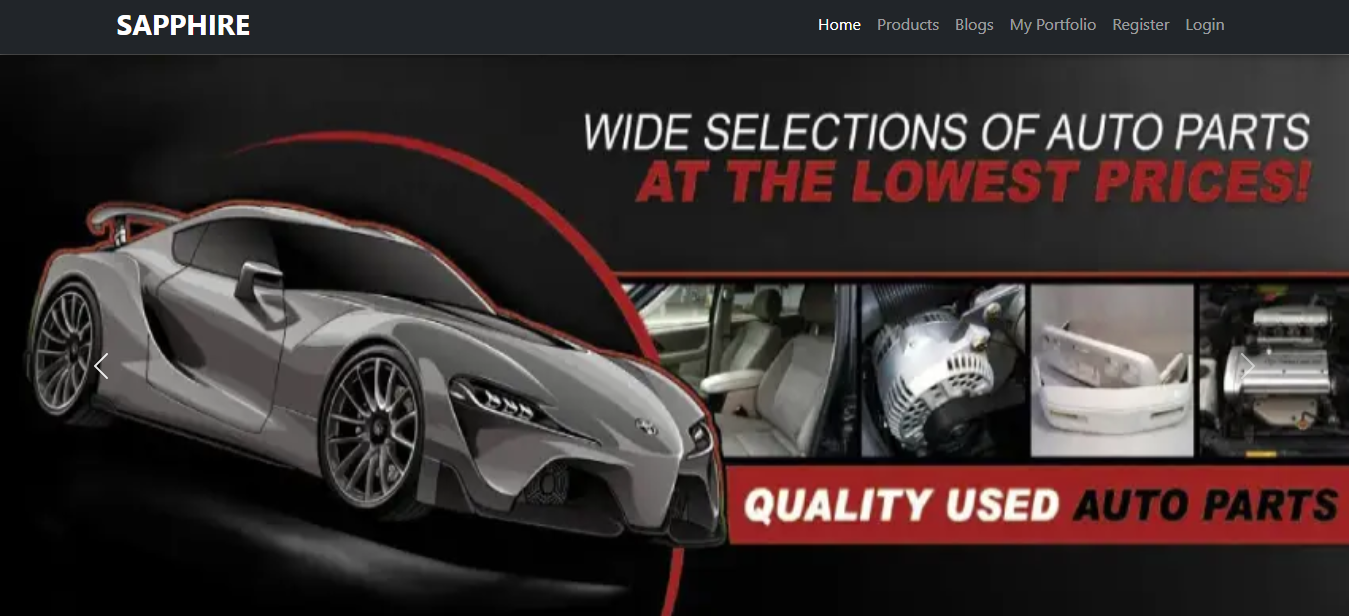 SAPPHIRE
Home Products Blogs My Portfolio Register Login
WIDE SELECTIONS OF AUTO PARTS
AT THE LOWEST PRICES!
QUALITY USED AUTO PARTS